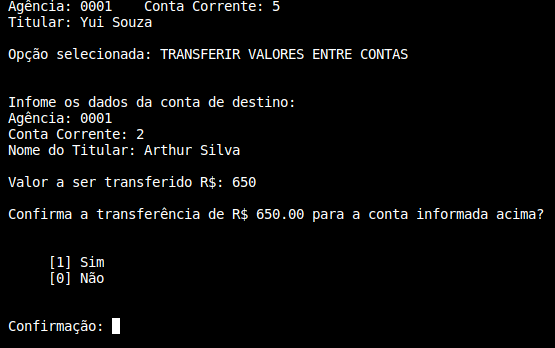 Agência: 0001    Conta Corrente: 5
Titular: Yui Souza
Opção selecionada: TRANSFERIR VALORES ENTRE CONTAS
Infome os dados da conta de destino:
Agência: 0001
Conta Corrente: 2
Nome do Titular: Arthur Silva
Valor a ser transferido R$: 650
Confirma a transferência de R$ 650.00 para a conta informada acima?
[1] Sim
[0] Não
Confirmação: